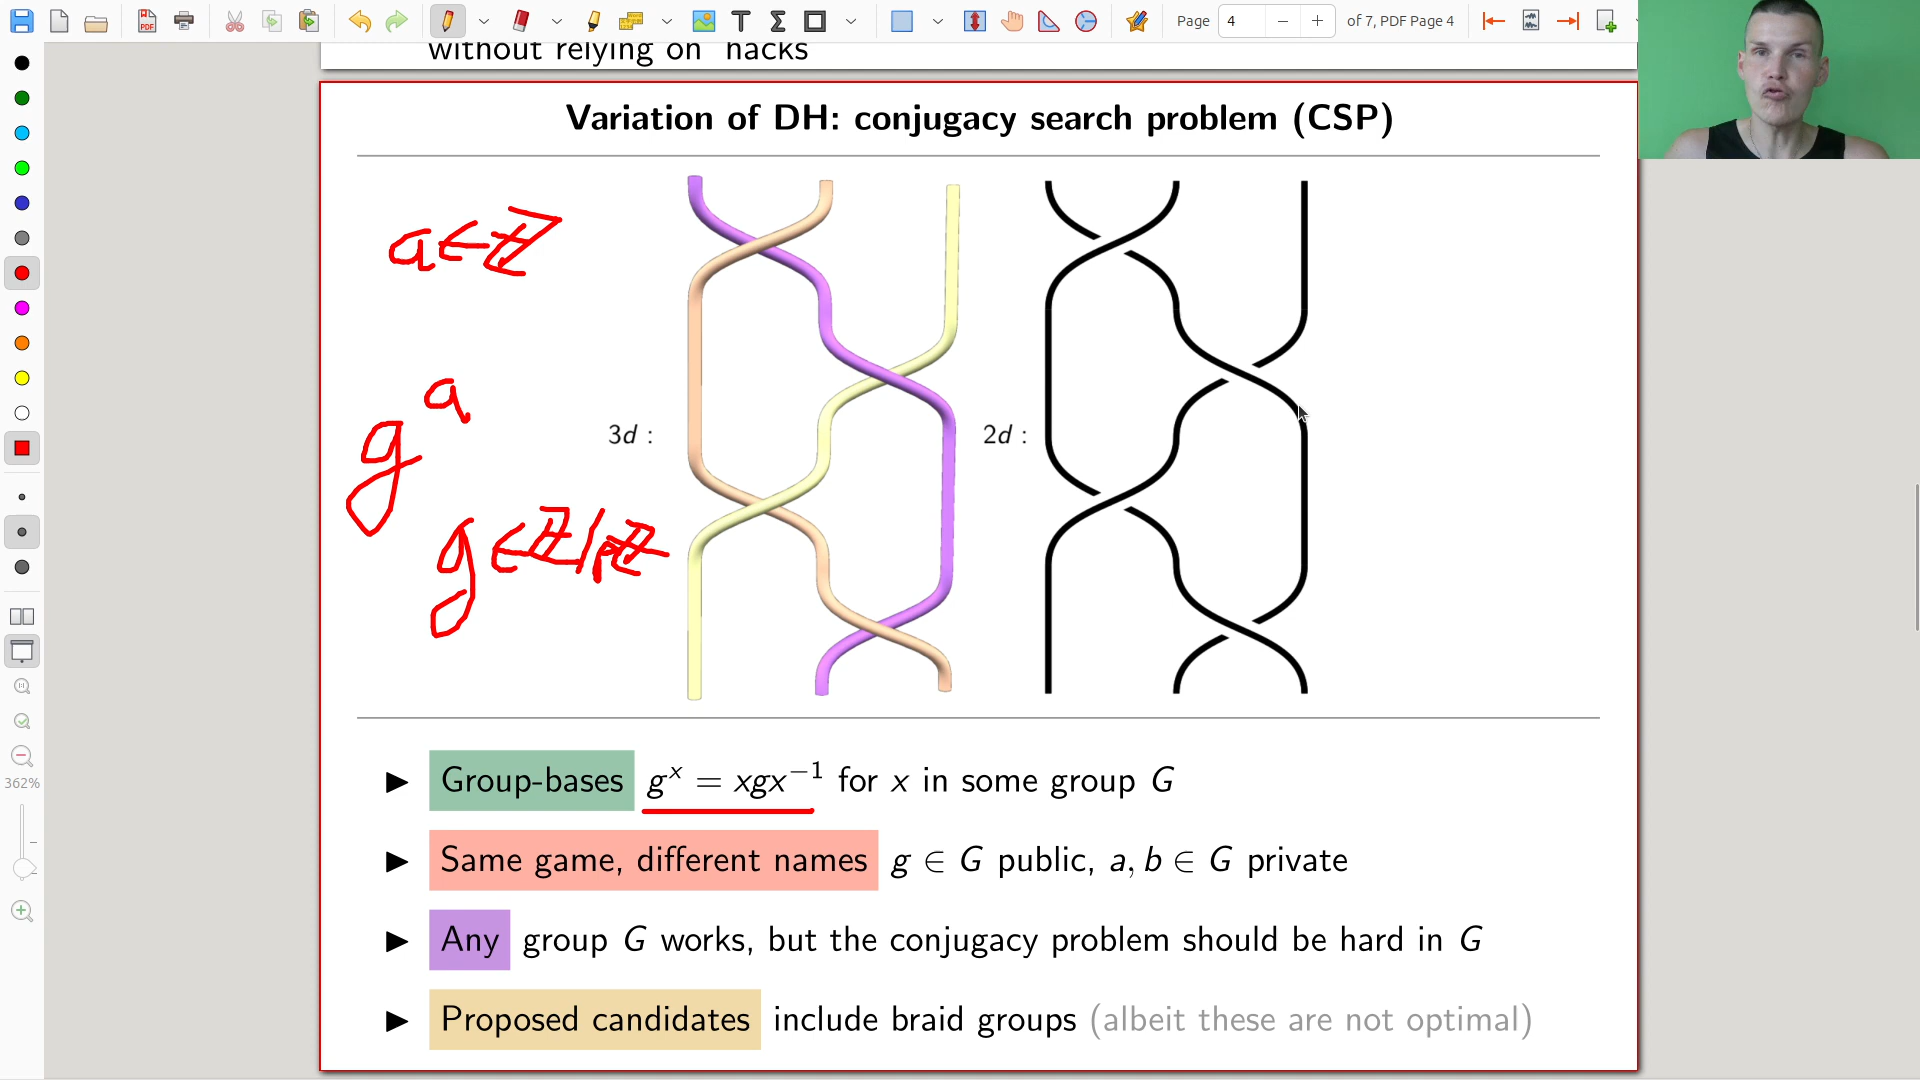 Page 4 of 7, PDF Page 4
without relying on "hacks"
Variation of DH: conjugacy search problem (CSP)
a ∈ ℤ
g^a
3d :
2d :
g ∈ ℤ/pℤ
▶ Group-bases g^x = xgx^{−1} for x in some group G
▶ Same game, different names g ∈ G public, a, b ∈ G private
▶ Any group G works, but the conjugacy problem should be hard in G
▶ Proposed candidates include braid groups (albeit these are not optimal)
362%